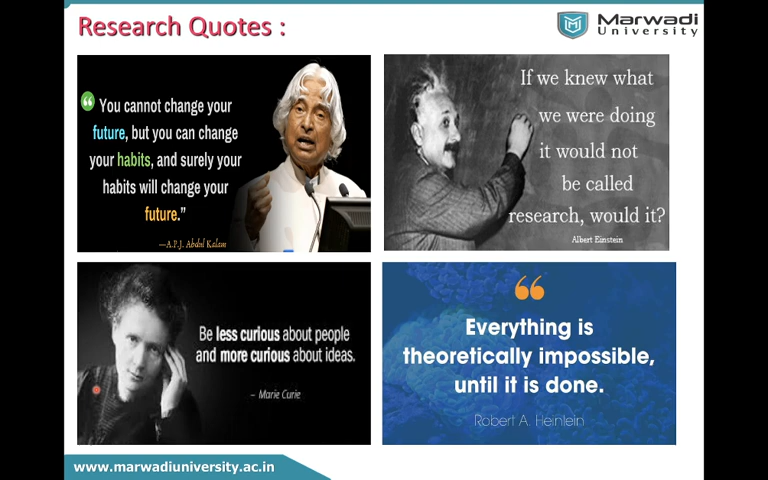 Research Quotes :
Marwadi
University
“ You cannot change your
future, but you can change
your habits, and surely your
habits will change your
future.”
—A.P.J. Abdul Kalam
If we knew what
we were doing
it would not
be called
research, would it?
Albert Einstein
Be less curious about people
and more curious about ideas.
~ Marie Curie
“
Everything is
theoretically impossible,
until it is done.
Robert A. Heinlein
www.marwadiuniversity.ac.in